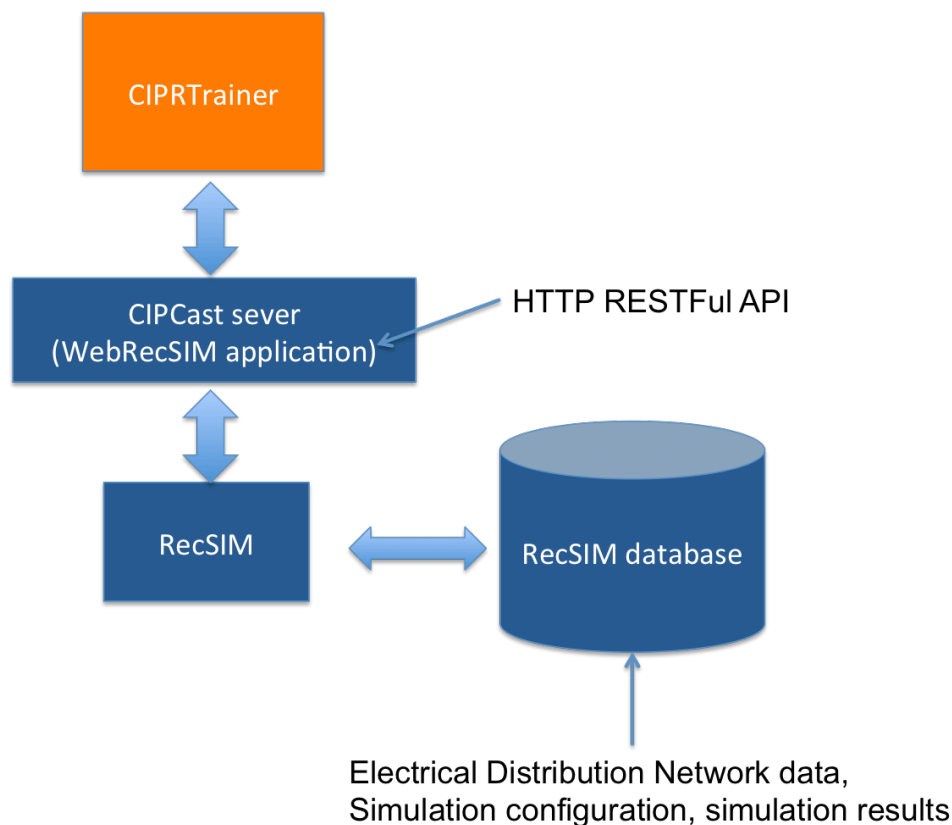 CIPRTrainer
CIPCast sever
(WebRecSIM application)
HTTP RESTFul API
RecSIM
RecSIM database
Electrical Distribution Network data,
Simulation configuration, simulation results